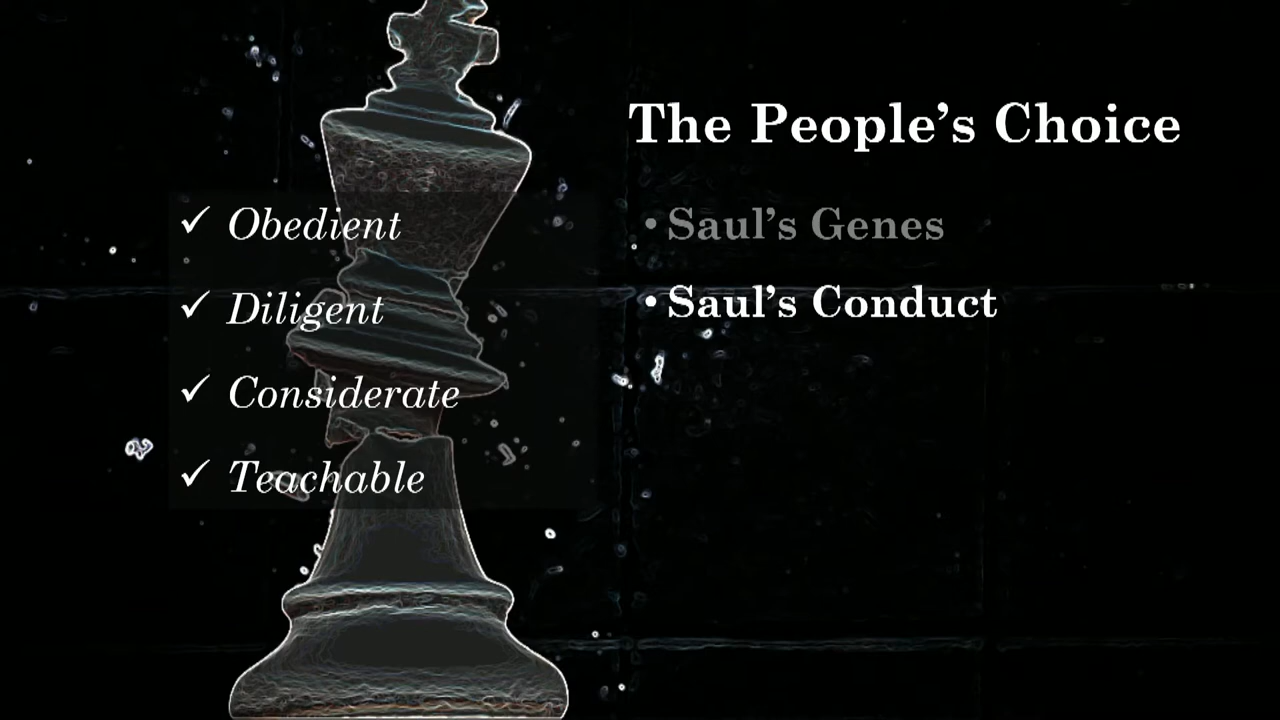 The People’s Choice
✓ Obedient
✓ Diligent
✓ Considerate
✓ Teachable
• Saul’s Genes
• Saul’s Conduct